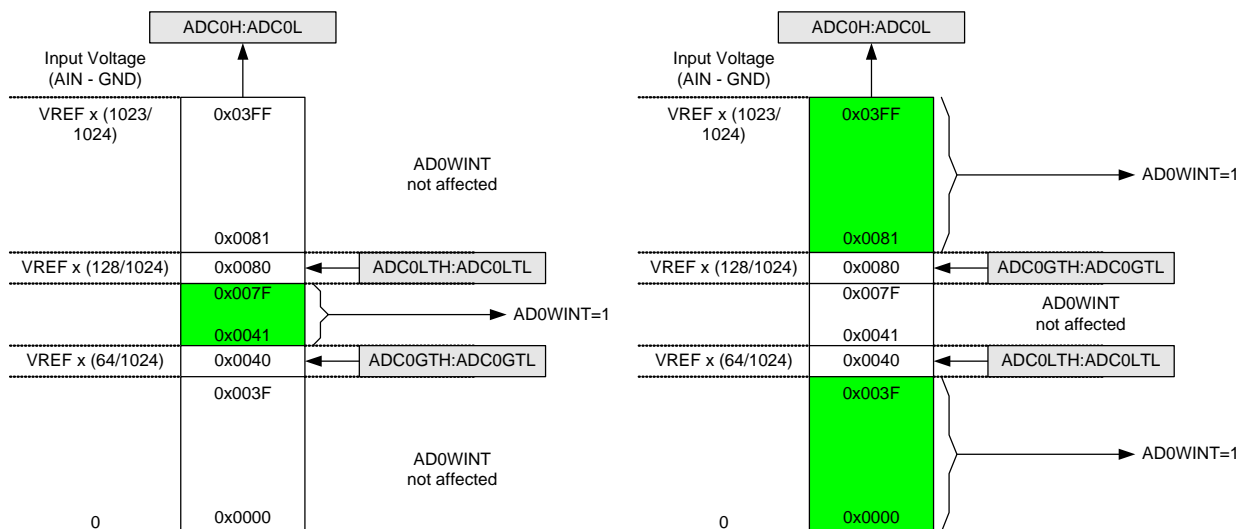 ADC0H:ADC0L
Input Voltage
(AIN - GND)
VREF x (1023/
1024)
0x03FF
AD0WINT
not affected
0x0081
VREF x (128/1024)
0x0080
ADC0LTH:ADC0LTL
0x007F
AD0WINT=1
0x0041
VREF x (64/1024)
0x0040
ADC0GTH:ADC0GTL
0x003F
AD0WINT
not affected
0
0x0000
ADC0H:ADC0L
Input Voltage
(AIN - GND)
VREF x (1023/
1024)
0x03FF
AD0WINT=1
0x0081
VREF x (128/1024)
0x0080
ADC0GTH:ADC0GTL
0x007F
AD0WINT
not affected
0x0041
VREF x (64/1024)
0x0040
ADC0LTH:ADC0LTL
0x003F
AD0WINT=1
0
0x0000